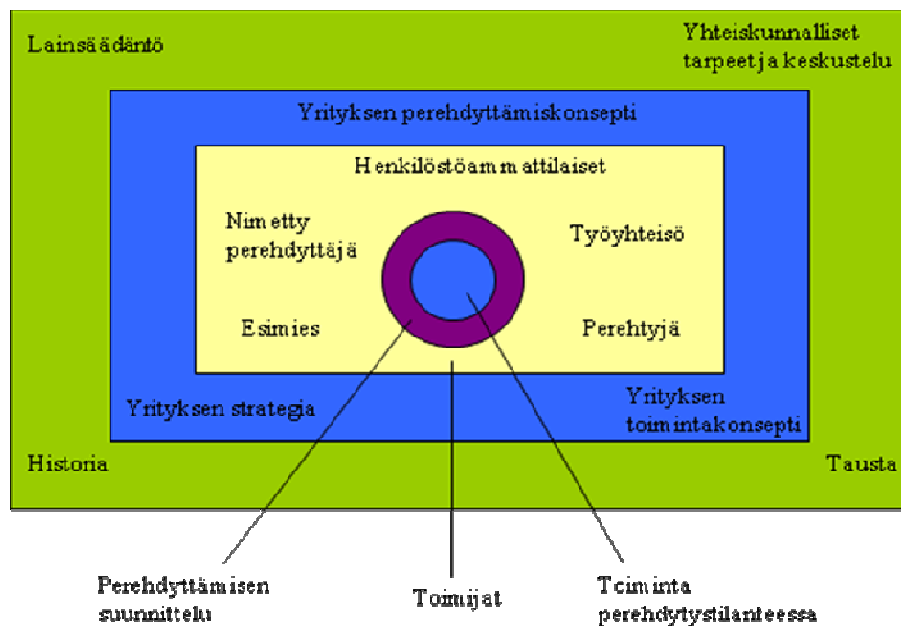 Lainsäädäntö
Yhteiskunnalliset
tarpeet ja keskustelu
Yrityksen perehdyttämiskonsepti
Henkilöstöammattilaiset
Nimetty
perehdyttäjä
Työyhteisö
Esimies
Perehtyjä
Yrityksen strategia
Yrityksen
toimintakonsepti
Historia
Tausta
Perehdyttämisen
suunnittelu
Toimijat
Toiminta
perehdytystilanteessa